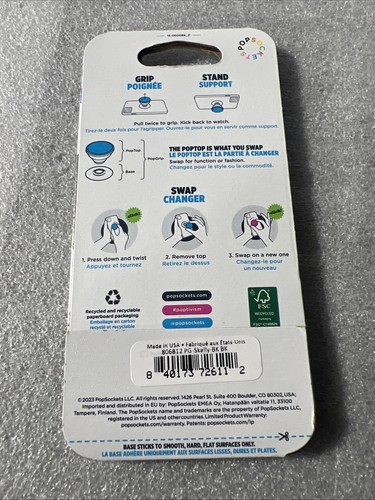 POPSOCKETS
GRIP
POIGNÉE
STAND
SUPPORT
Pull twice to grip. Kick back to watch.
Tirez-le deux fois pour l'agripper. Ouvrez-le pour vous en servir comme support.
PopTop
Base
PopGrip
THE POPTOP IS WHAT YOU SWAP
LE POPTOP EST LA PARTIE À CHANGER
Swap for function or fashion.
Changez pour le style ou la commodité.
SWAP
CHANGER
1. Press down and twist
Appuyez et tournez
2. Remove top
Retirez le dessus
3. Swap on a new one
Changez-le pour
un nouveau
Recycled and recyclable
paperboard packaging
Emballage en carton
recyclé et recyclable
popsockets.com
#poptivism
@popsockets
FSC
RECYCLED
Made in USA • Fabriqué aux États-Unis
806812 PG-Skelly-BK BK
8 40173 72611 2
©2023 PopSockets LLC. All rights reserved. 1426 Pearl St, Suite 400 Boulder, CO 80302, USA;
Imported and distributed in EU by: PopSockets EMEA Oy, Hatanpään valtatie 11, 33100
Tampere, Finland. The PopSockets name and trademarks are the property of PopSockets LLC,
registered in the US and other countries. Limited Product Warranty:
popsockets.com/warranty. Patents: popsockets.com/ip
BASE STICKS TO SMOOTH, HARD, FLAT SURFACES ONLY.
LA BASE ADHÈRE UNIQUEMENT AUX SURFACES LISSES, DURES ET PLATES.